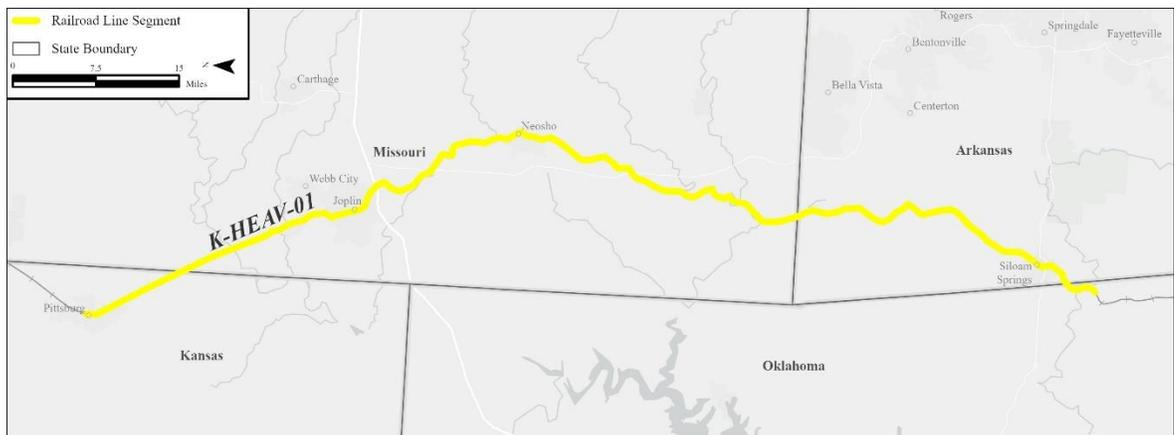 Railroad Line Segment
State Boundary
0 7.5 15
Miles
Rogers
Springdale
Fayetteville
Bentonville
Carthage
Bella Vista
Centerton
Neosho
Missouri
Arkansas
Webb City
Joplin
K-HEAV-01
Siloam
Springs
Pittsburg
Kansas
Oklahoma